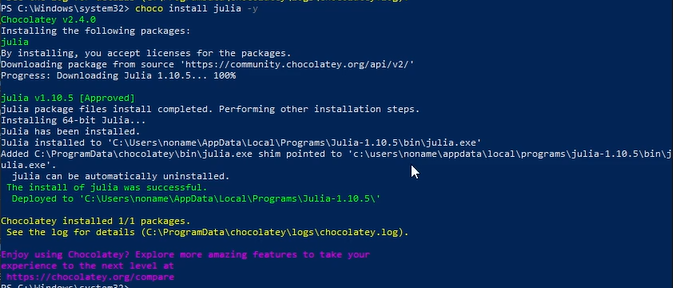 PS C:\Windows\system32> choco install julia -y
Chocolatey v2.4.0
Installing the following packages:
julia
By installing, you accept licenses for the packages.
Downloading package from source 'https://community.chocolatey.org/api/v2/'
Progress: Downloading Julia 1.10.5... 100%
julia v1.10.5 [Approved]
julia package files install completed. Performing other installation steps.
Installing 64-bit Julia...
Julia has been installed.
Julia installed to 'C:\Users\noname\AppData\Local\Programs\Julia-1.10.5\bin\julia.exe'
Added C:\ProgramData\chocolatey\bin\julia.exe shim pointed to 'c:\users\noname\appdata\local\programs\julia-1.10.5\bin\j
ulia.exe'.
julia can be automatically uninstalled.
The install of julia was successful.
Deployed to 'C:\Users\noname\AppData\Local\Programs\Julia-1.10.5\'
Chocolatey installed 1/1 packages.
See the log for details (C:\ProgramData\chocolatey\logs\chocolatey.log).
Enjoy using Chocolatey? Explore more amazing features to take your
experience to the next level at
https://chocolatey.org/compare
PS C:\Windows\system32>